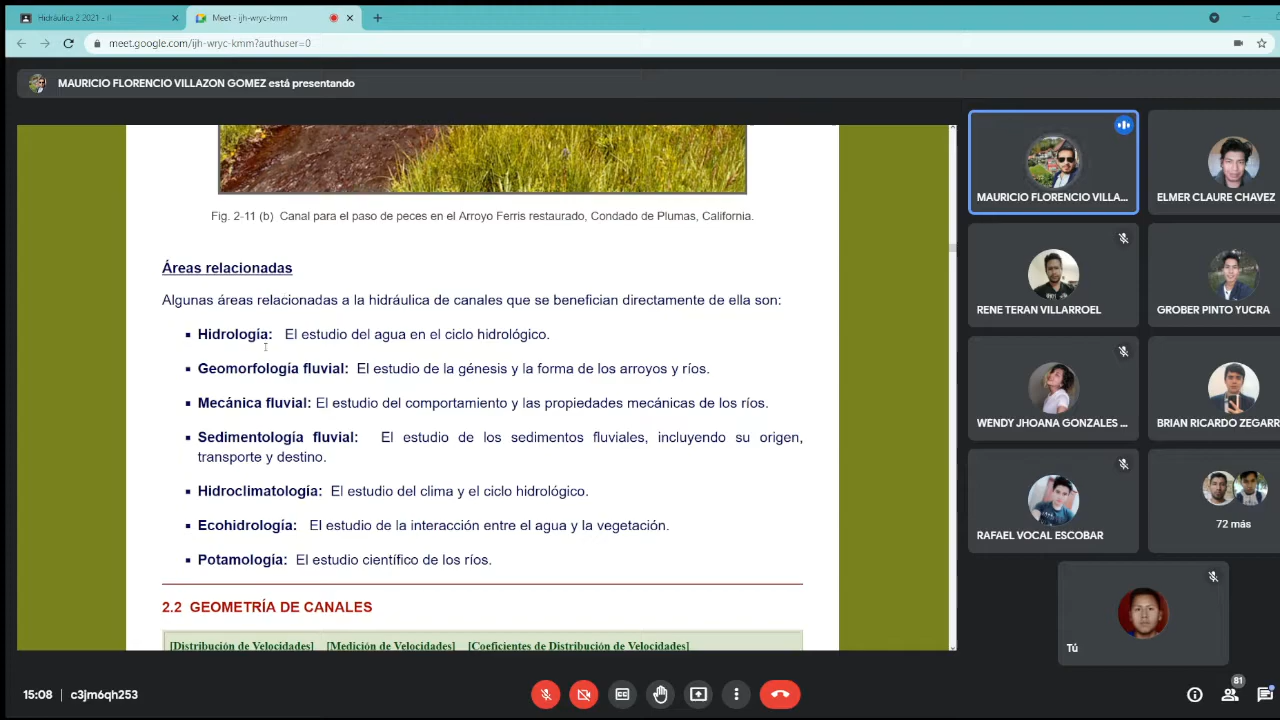 Hidráulica 2 2021 - il
Meet - ijh-wryc-kmm
meet.google.com/ijh-wryc-kmm?authuser=0
MAURICIO FLORENCIO VILLAZON GOMEZ está presentando
Fig. 2-11 (b) Canal para el paso de peces en el Arroyo Ferris restaurado, Condado de Plumas, California.
Áreas relacionadas
Algunas áreas relacionadas a la hidráulica de canales que se benefician directamente de ella son:
▪ Hidrología: El estudio del agua en el ciclo hidrológico.
▪ Geomorfología fluvial: El estudio de la génesis y la forma de los arroyos y ríos.
▪ Mecánica fluvial: El estudio del comportamiento y las propiedades mecánicas de los ríos.
▪ Sedimentología fluvial: El estudio de los sedimentos fluviales, incluyendo su origen,
transporte y destino.
▪ Hidroclimatología: El estudio del clima y el ciclo hidrológico.
▪ Ecohidrología: El estudio de la interacción entre el agua y la vegetación.
▪ Potamología: El estudio científico de los ríos.
2.2 GEOMETRÍA DE CANALES
[Distribución de Velocidades] [Medición de Velocidades] [Coeficientes de Distribución de Velocidades]
MAURICIO FLORENCIO VILLA...
ELMER CLAURE CHAVEZ
RENE TERAN VILLARROEL
GROBER PINTO YUCRA
WENDY JHOANA GONZALES ...
BRIAN RICARDO ZEGARR
RAFAEL VOCAL ESCOBAR
72 más
Tú
15:08 | c3jm6qh253
81